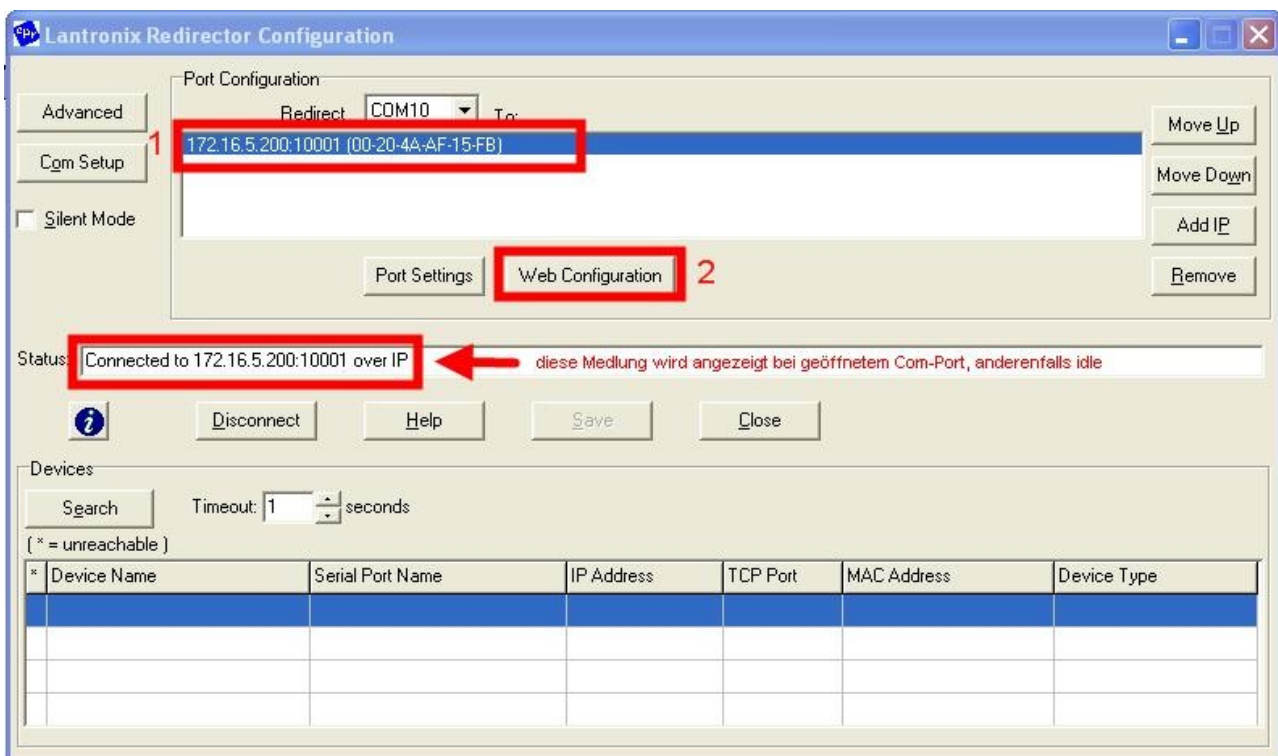 CPR Lantronix Redirector Configuration
Port Configuration
Advanced
Redirect COM10 To:
Move Up
1
172.16.5.200:10001 (00-20-4A-AF-15-FB)
Com Setup
Move Down
Silent Mode
Add IP
Port Settings Web Configuration 2
Remove
Status: Connected to 172.16.5.200:10001 over IP diese Medlung wird angezeigt bei geöffnetem Com-Port, anderenfalls idle
i Disconnect Help Save Close
Devices
Search Timeout: 1 seconds
( * = unreachable )
* Device Name Serial Port Name IP Address TCP Port MAC Address Device Type